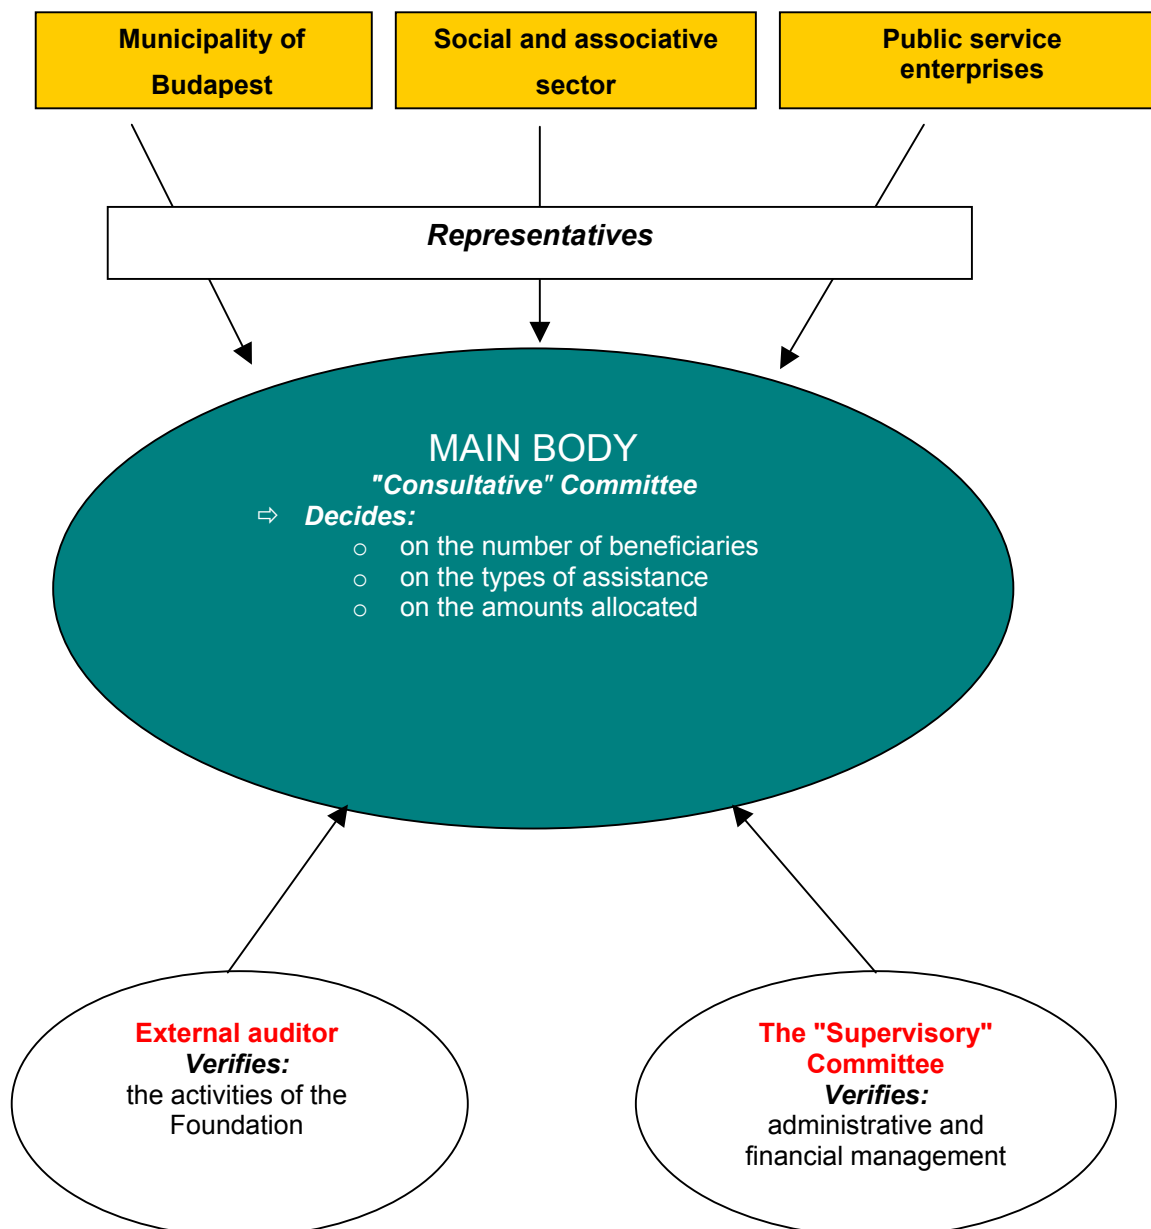 Municipality of
Budapest
Social and associative
sector
Public service
enterprises
Representatives
MAIN BODY
"Consultative" Committee
⇨ Decides:
o on the number of beneficiaries
o on the types of assistance
o on the amounts allocated
External auditor
Verifies:
the activities of the
Foundation
The "Supervisory"
Committee
Verifies:
administrative and
financial management